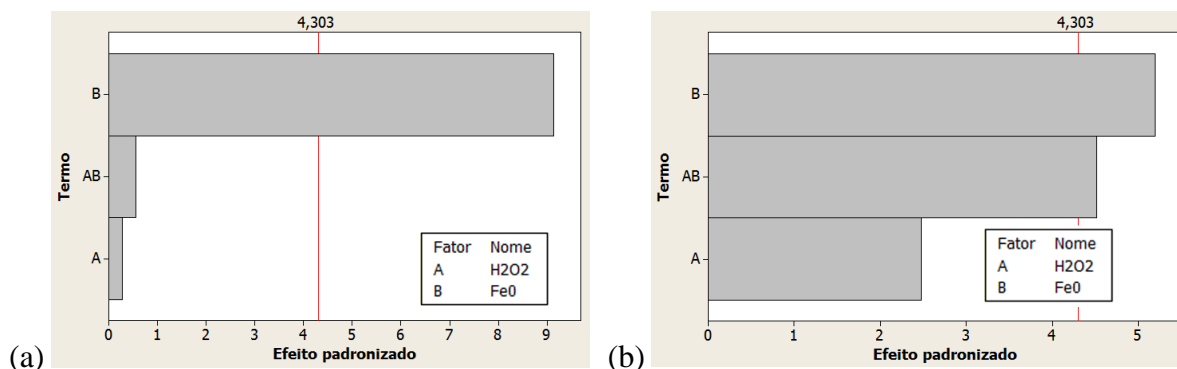 4,303
B
AB
A
Termo
Fator Nome
A H2O2
B Fe0
0 1 2 3 4 5 6 7 8 9
Efeito padronizado
(a)
4,303
B
AB
A
Termo
Fator Nome
A H2O2
B Fe0
0 1 2 3 4 5
Efeito padronizado
(b)